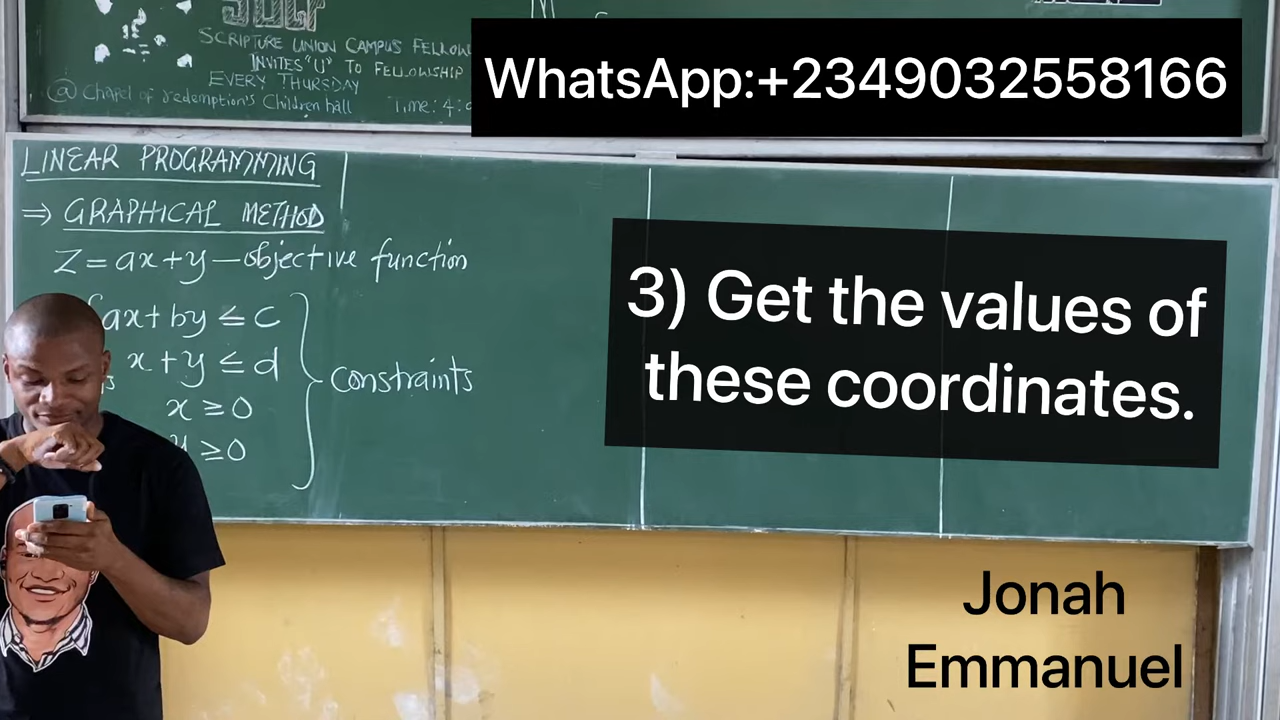 SCRIPTURE UNION CAMPUS
INVITES "U" TO FELLOWSHIP
EVERY THURSDAY
@ Chapel of redemption's Children hall Time: 4:
WhatsApp:+2349032558166
LINEAR PROGRAMMING
⇒ GRAPHICAL METHOD
Z = ax + y — objective function
ax + by ≤ c
x + y ≤ d
x ≥ 0
y ≥ 0
constraints
3) Get the values of
these coordinates.
Jonah
Emmanuel